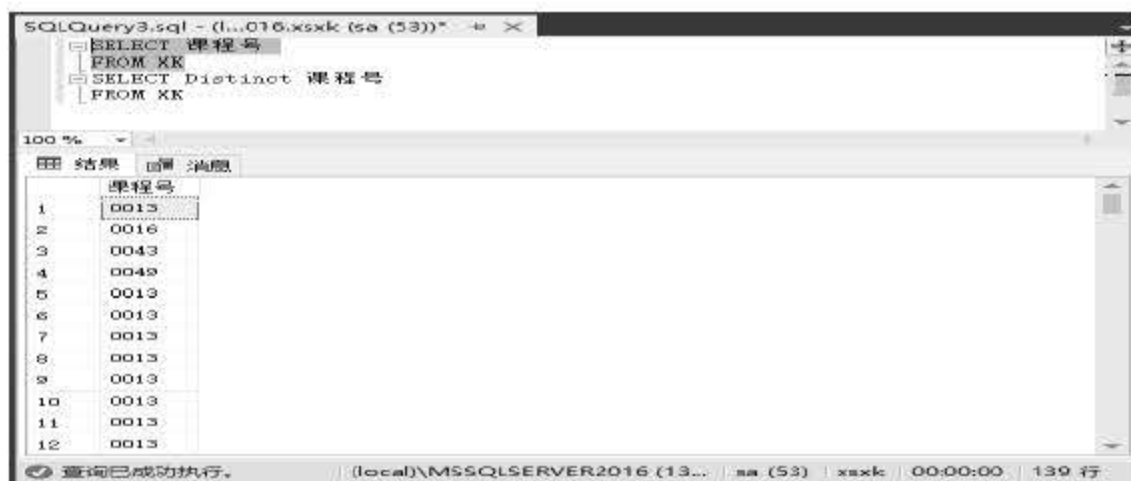 SQLQuery3.sql - (l...016.xsxk (sa (53))*
SELECT 课程号
FROM XK
SELECT Distinct 课程号
FROM XK
100 %
结果 消息
课程号
1 0013
2 0016
3 0043
4 0049
5 0013
6 0013
7 0013
8 0013
9 0013
10 0013
11 0013
12 0013
查询已成功执行。 (local)\MSSQLSERVER2016 (13... sa (53) xsxk 00:00:00 139 行